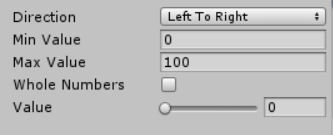 Direction Left To Right
Min Value 0
Max Value 100
Whole Numbers
Value 0